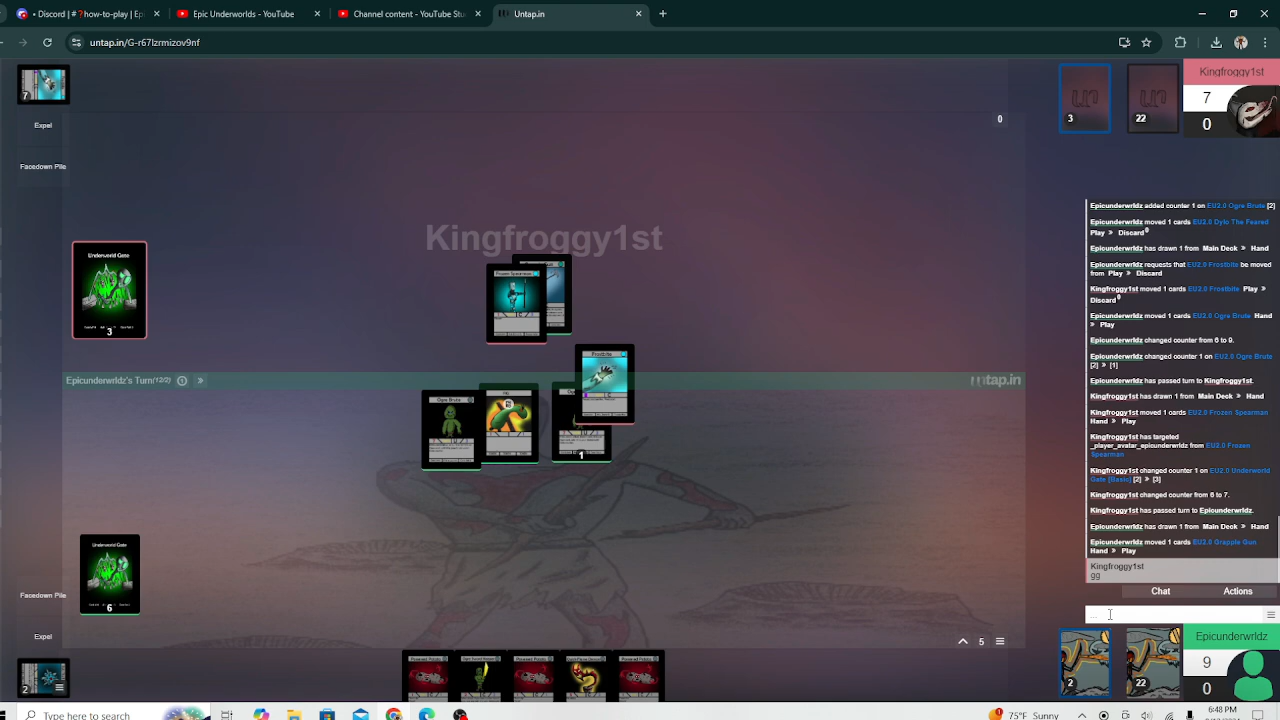 Discord | # ?how-to-play | Ep
Epic Underworlds - YouTube
Channel content - YouTube Stu
Untap.in
untap.in/G-r67lzmizov9nf
7
Expel
Facedown Pile
0
3
22
Kingfroggy1st
7
0
kingfroggy1st
Underworld Gate
3
Frozen Spearman
Frostbite
Epicunderwrldz's Turn(12/2)
untap.in
Ogre Brute
1
Underworld Gate
6
Facedown Pile
Expel
2
5
Epicunderwrldz added counter 1 on EU2.0 Ogre Brute [2]
Epicunderwrldz moved 1 cards EU2.0 Dylo The Feared
Play » Discard
Epicunderwrldz has drawn 1 from Main Deck » Hand
Epicunderwrldz requests that EU2.0 Frostbite be moved
from Play » Discard
Kingfroggy1st moved 1 cards EU2.0 Frostbite Play »
Discard
Epicunderwrldz moved 1 cards EU2.0 Ogre Brute Hand
» Play
Epicunderwrldz changed counter from 6 to 9.
Epicunderwrldz changed counter 1 on EU2.0 Ogre Brute
[2] » [1]
Epicunderwrldz has passed turn to Kingfroggy1st.
Kingfroggy1st has drawn 1 from Main Deck » Hand
Kingfroggy1st moved 1 cards EU2.0 Frozen Spearman
Hand » Play
Kingfroggy1st has targeted
_player_avatar_epicunderwrldz from EU2.0 Frozen
Spearman
Kingfroggy1st changed counter 1 on EU2.0 Underworld
Gate [Basic] [2] » [3]
Kingfroggy1st changed counter from 6 to 7.
Kingfroggy1st has passed turn to Epicunderwrldz.
Epicunderwrldz has drawn 1 from Main Deck » Hand
Epicunderwrldz moved 1 cards EU2.0 Grapple Gun
Hand » Play
Kingfroggy1st
gg
Chat
Actions
2
22
Epicunderwrldz
9
0
Type here to search
75°F Sunny
6:48 PM